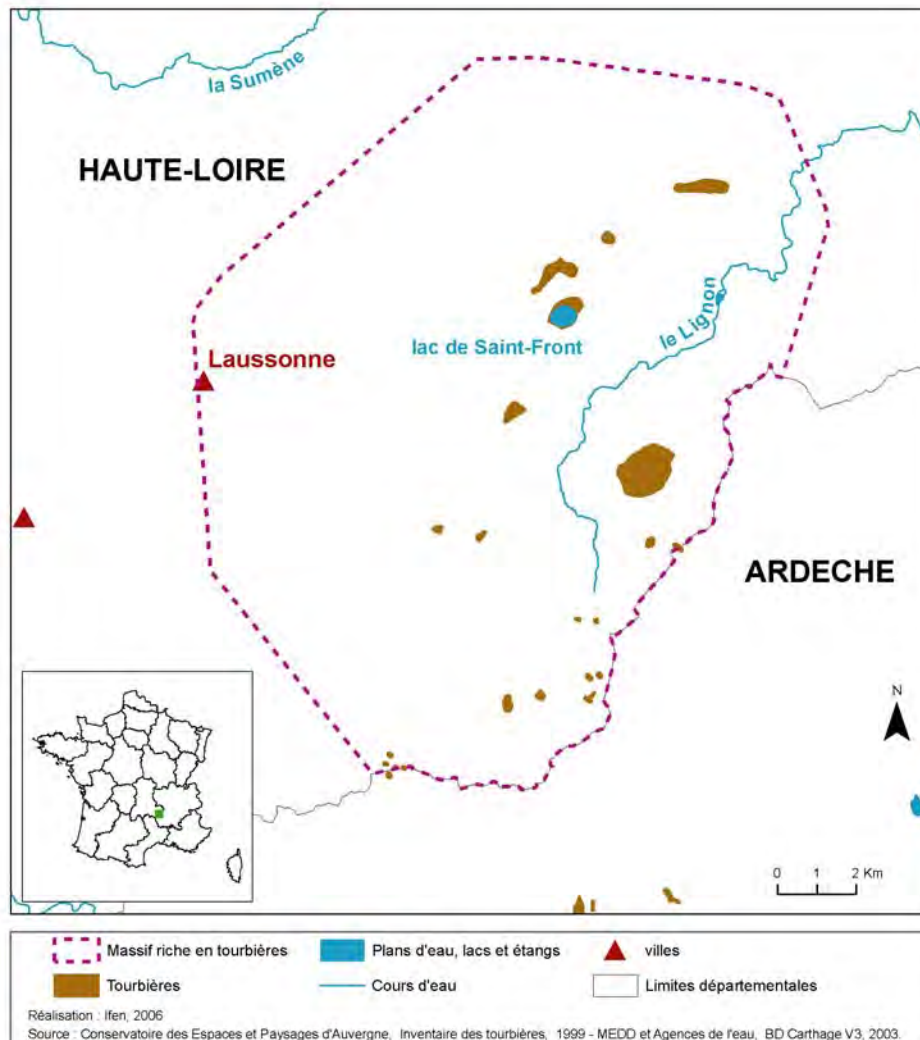 la Sumène
HAUTE-LOIRE
le Lignon
lac de Saint-Front
Laussonne
ARDECHE
N
0 1 2 Km
Massif riche en tourbières
Plans d'eau, lacs et étangs
villes
Tourbières
Cours d'eau
Limites départementales
Réalisation : Ifen, 2006
Source : Conservatoire des Espaces et Paysages d'Auvergne, Inventaire des tourbières, 1999 - MEDD et Agences de l'eau, BD Carthage V3, 2003.